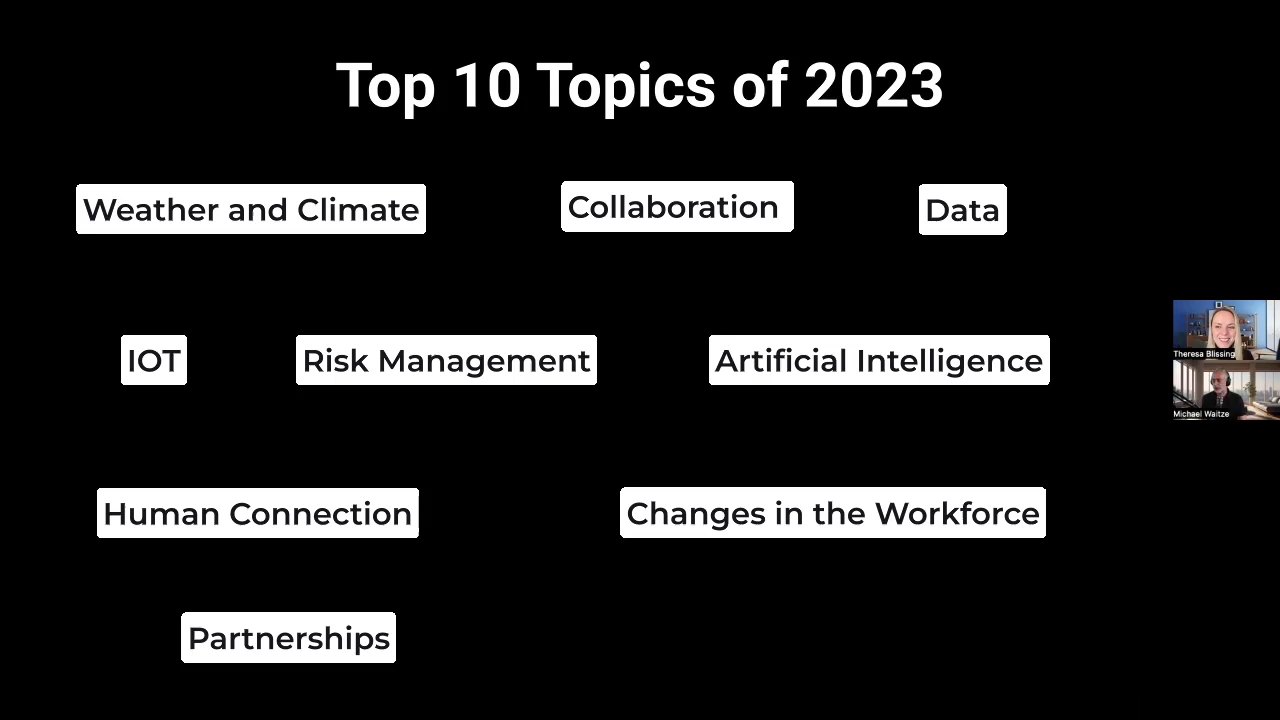 Top 10 Topics of 2023
Weather and Climate
Collaboration
Data
IOT
Risk Management
Artificial Intelligence
Theresa Blissing
Michael Waitze
Human Connection
Changes in the Workforce
Partnerships